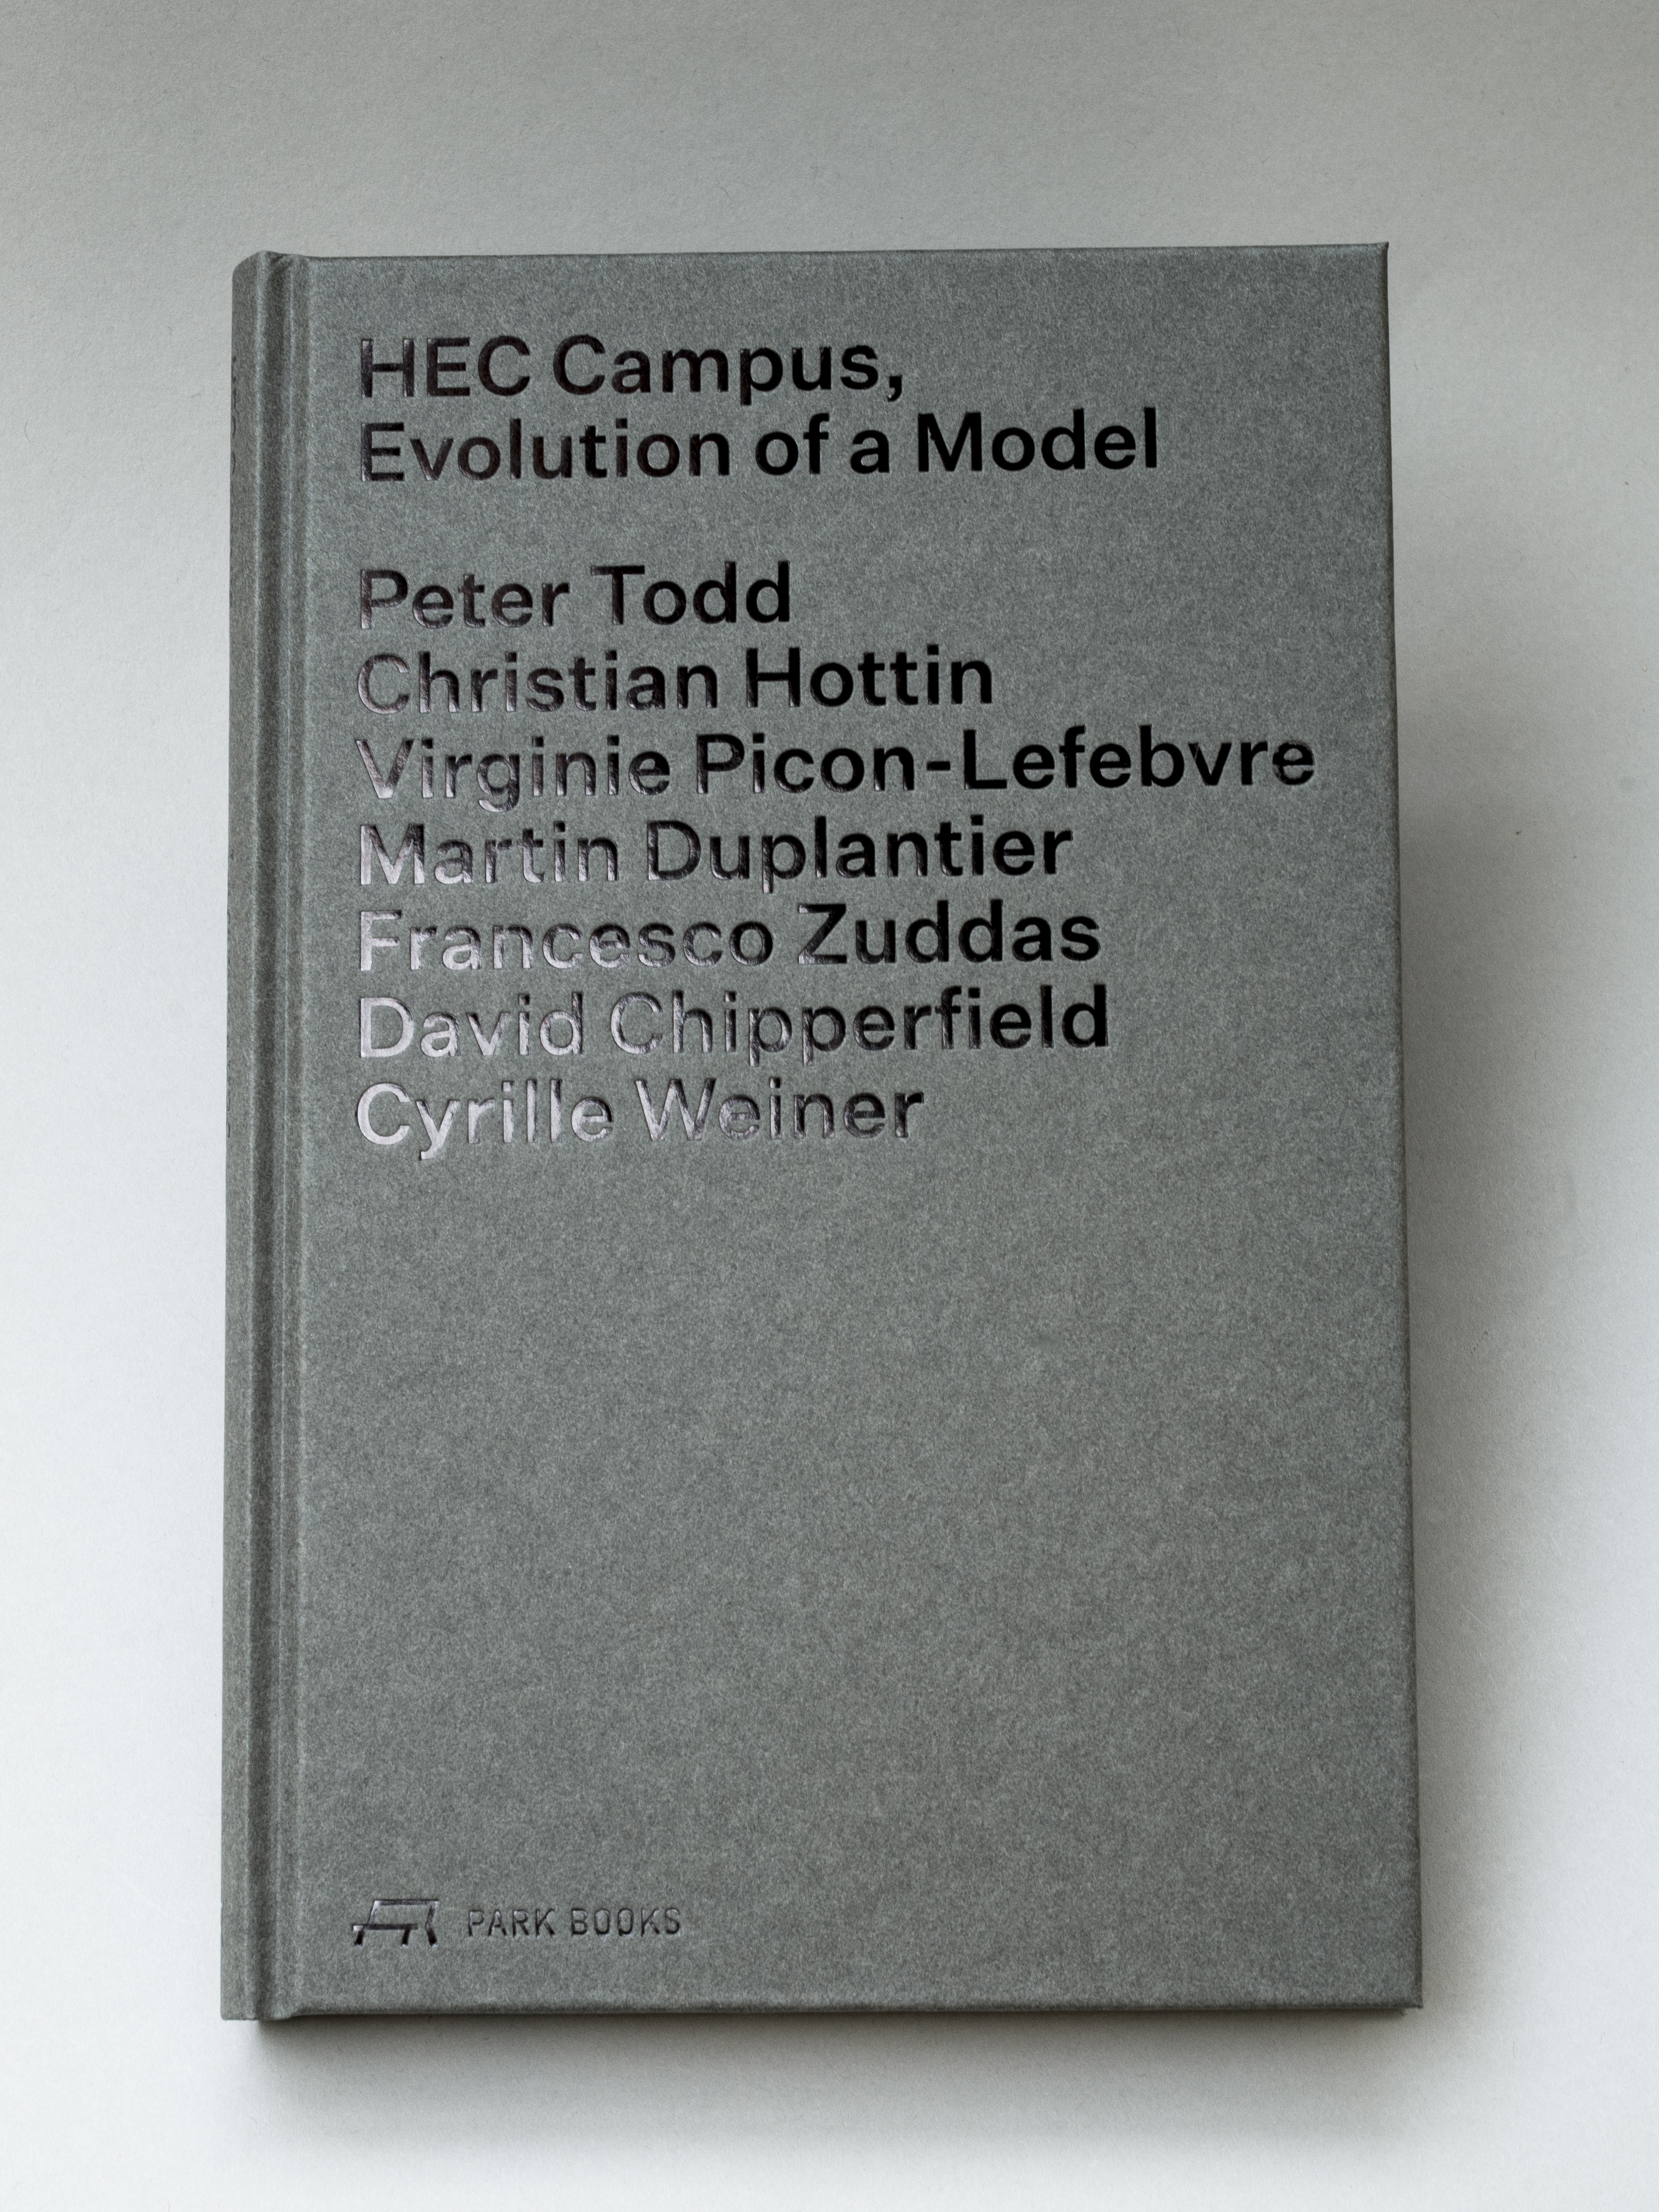 HEC Campus,
Evolution of a Model
Peter Todd
Christian Hottin
Virginie Picon-Lefebvre
Martin Duplantier
Francesco Zuddas
David Chipperfield
Cyrille Weiner
PARK BOOKS